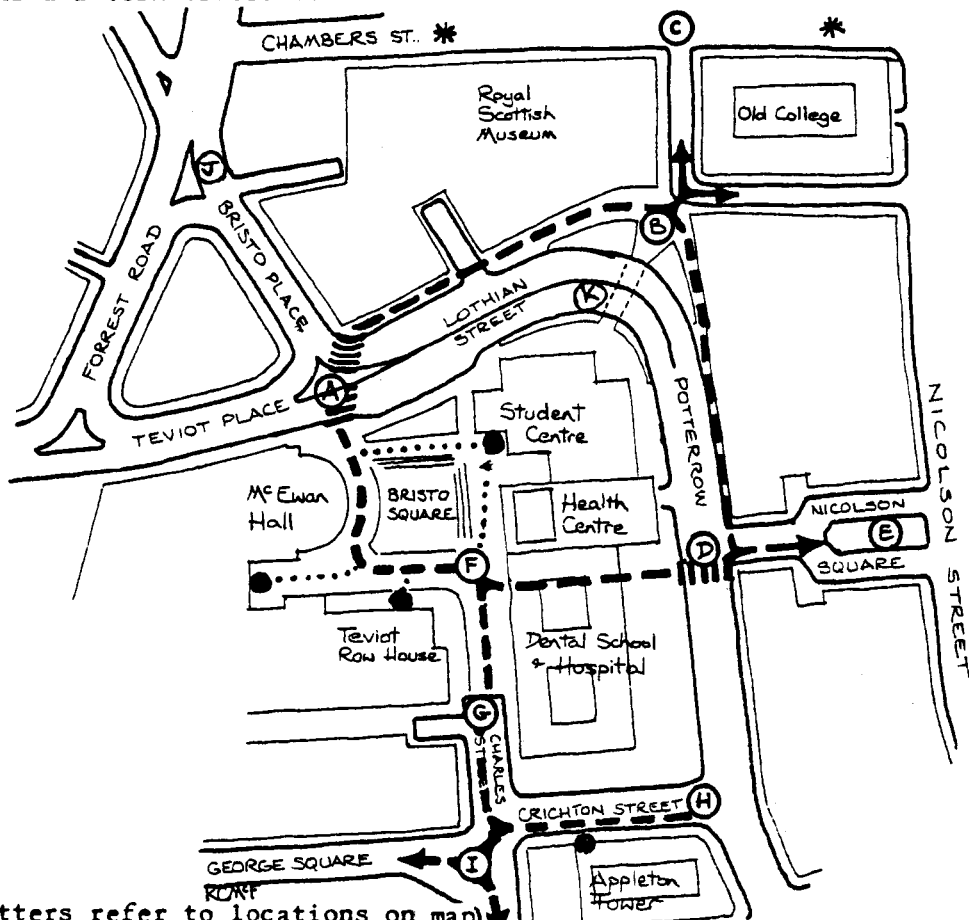 C
CHAMBERS ST..
Royal
Scottish
Museum
Old College
J
BRISTO PLACE
FORREST ROAD
B
LOTHIAN
STREET
K
A
TEVIOT PLACE
POTTERROW
NICOLSON STREET
Student
Centre
McEwan
Hall
BRISTO
SQUARE
Health
Centre
NICOLSON
SQUARE
E
D
F
Teviot
Row House
Dental School
& Hospital
G
CHARLES
CRICHTON STREET
H
I
GEORGE SQUARE
Appleton
Tower
tters refer to locations on map)